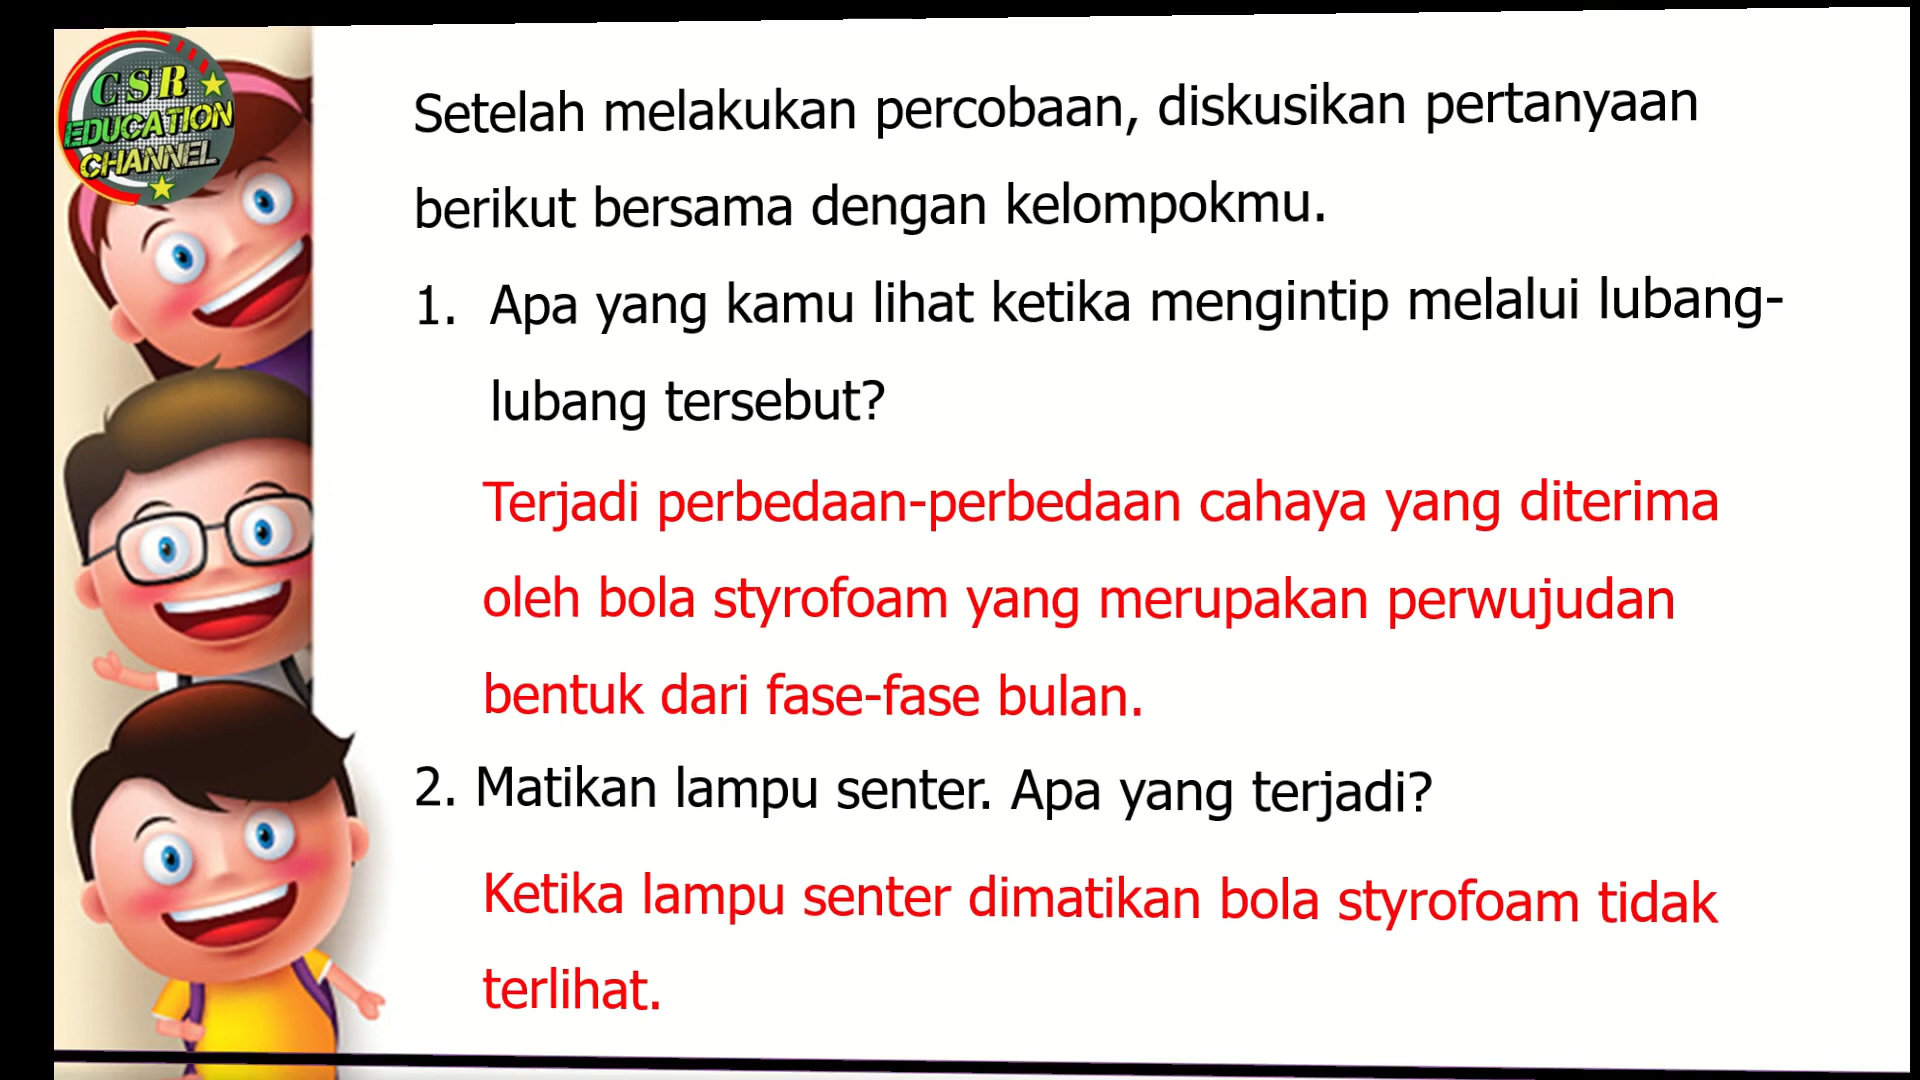 CSR
EDUCATION
CHANNEL
Setelah melakukan percobaan, diskusikan pertanyaan
berikut bersama dengan kelompokmu.
1. Apa yang kamu lihat ketika mengintip melalui lubang-
lubang tersebut?
Terjadi perbedaan-perbedaan cahaya yang diterima
oleh bola styrofoam yang merupakan perwujudan
bentuk dari fase-fase bulan.
2. Matikan lampu senter. Apa yang terjadi?
Ketika lampu senter dimatikan bola styrofoam tidak
terlihat.